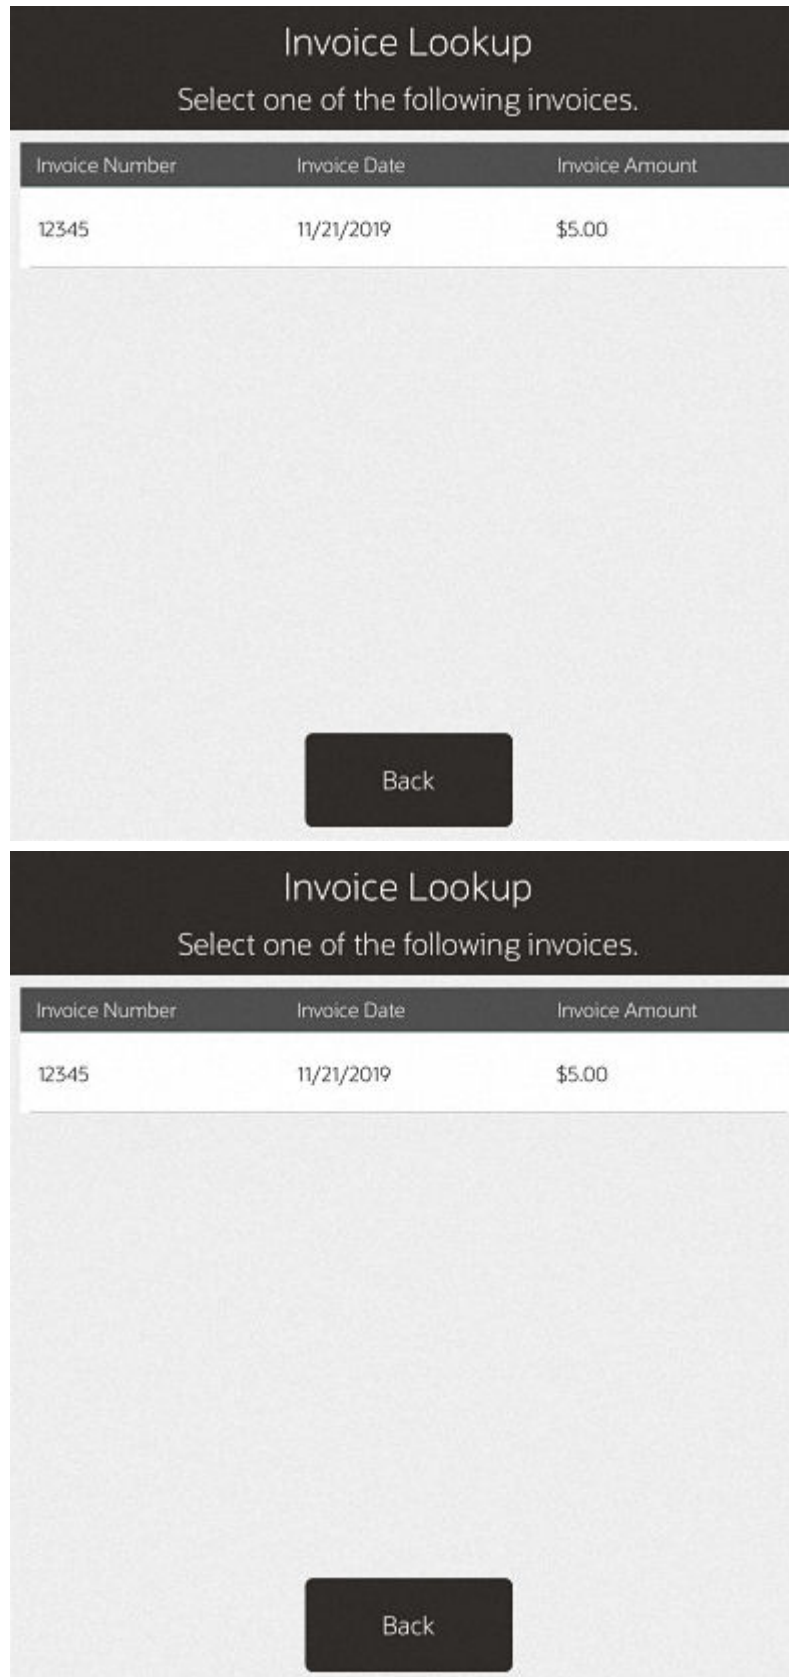 Invoice Lookup
Select one of the following invoices.
Invoice Number Invoice Date Invoice Amount
12345 11/21/2019 $5.00
Back
Invoice Lookup
Select one of the following invoices.
Invoice Number Invoice Date Invoice Amount
12345 11/21/2019 $5.00
Back